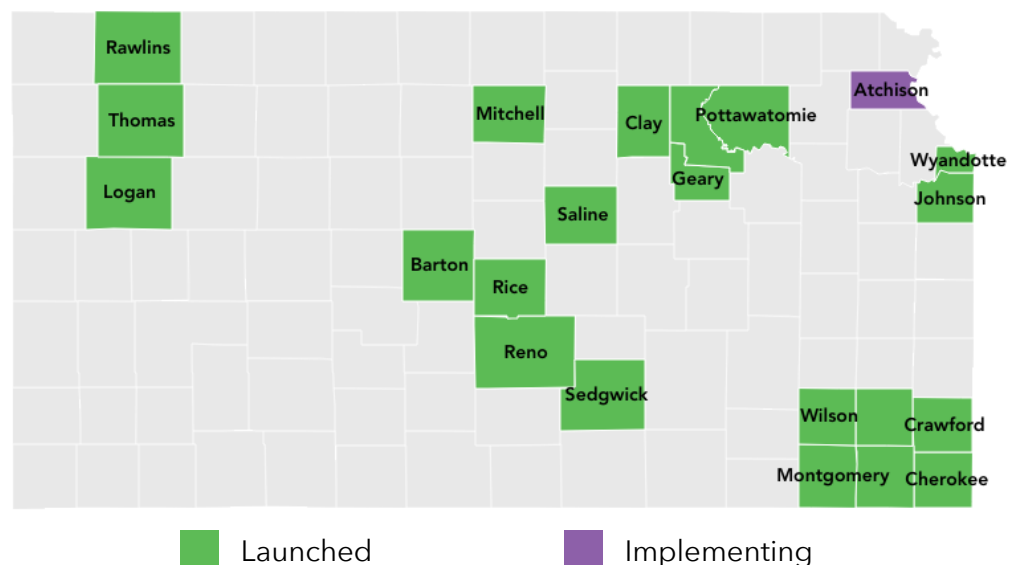 Rawlins
Thomas
Logan
Mitchell
Clay
Pottawatomie
Geary
Atchison
Wyandotte
Johnson
Saline
Barton
Rice
Reno
Sedgwick
Wilson
Crawford
Montgomery
Cherokee
Launched
Implementing